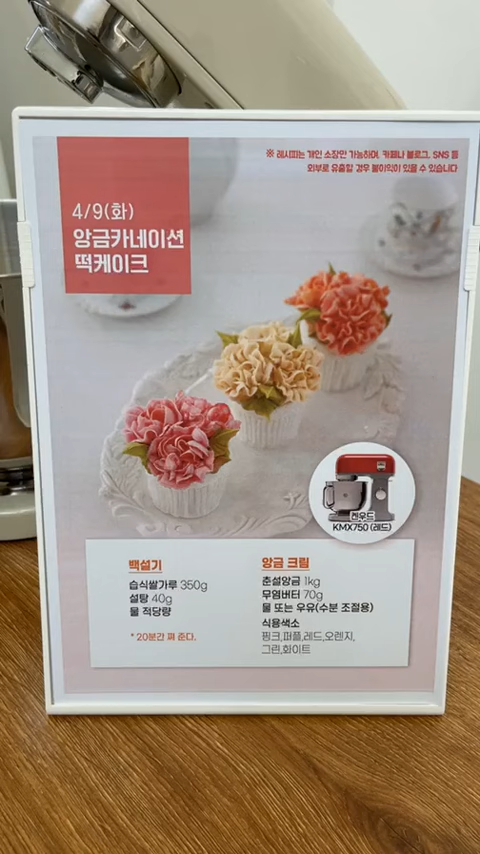 ※ 레시피는 개인 소장만 가능하며, 카페나 블로그, SNS 등
외부로 유출할 경우 불이익이 있을 수 있습니다
4/9(화)
앙금카네이션
떡케이크
켄우드
KMX750 (레드)
백설기
습식쌀가루 350g
설탕 40g
물 적당량
* 20분간 쪄 준다.
앙금 크림
춘설앙금 1kg
무염버터 70g
물 또는 우유(수분 조절용)
식용색소
핑크,퍼플,레드,오렌지,
그린,화이트